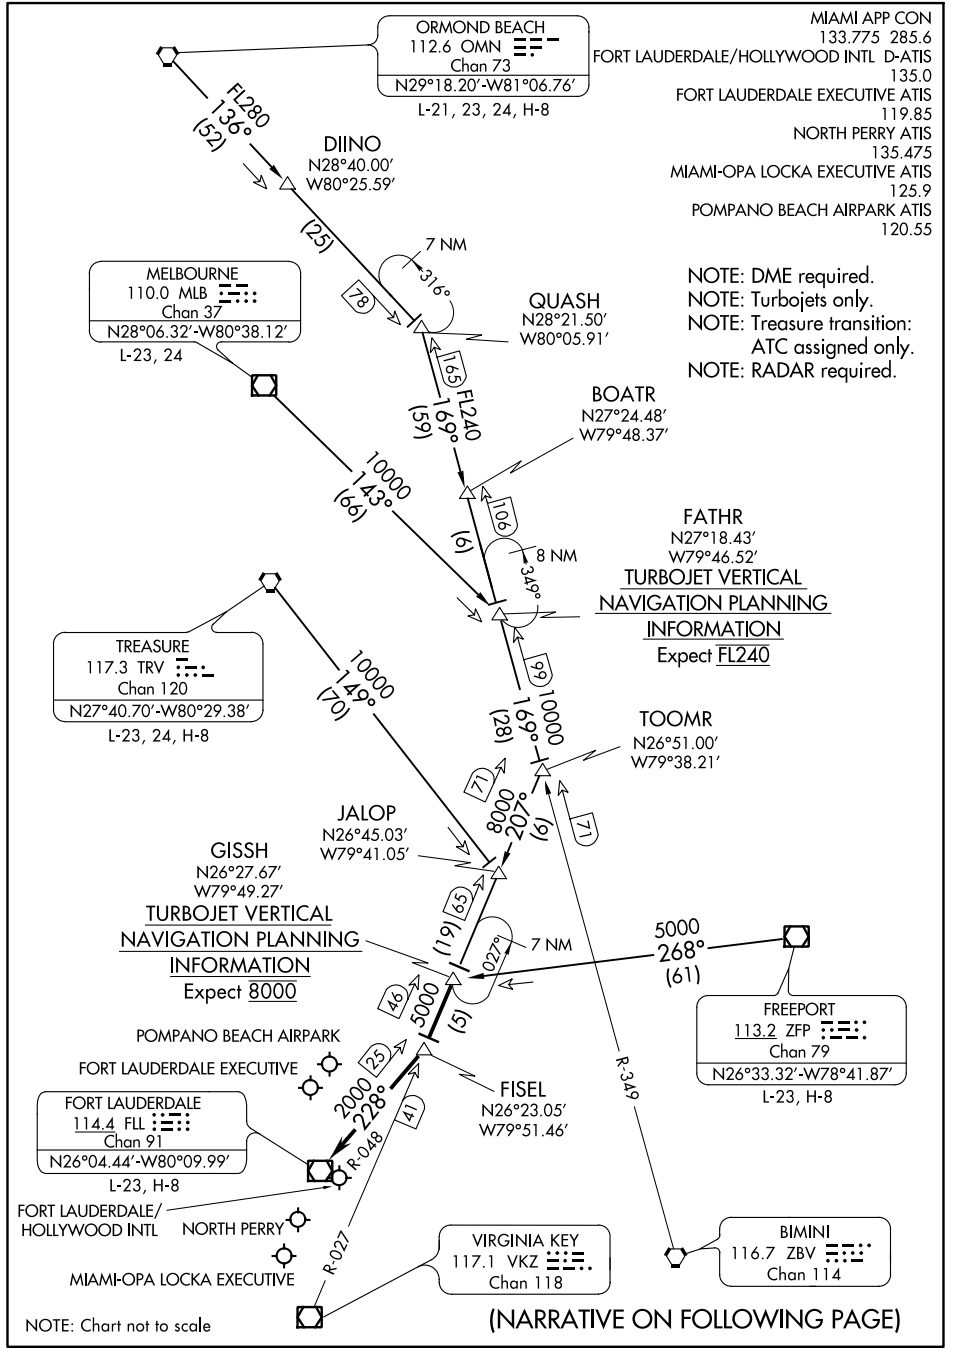 ORMOND BEACH
112.6 OMN
Chan 73
N29°18.20'-W81°06.76'
L-21, 23, 24, H-8
MIAMI APP CON
133.775 285.6
FORT LAUDERDALE/HOLLYWOOD INTL D-ATIS
135.0
FORT LAUDERDALE EXECUTIVE ATIS
119.85
NORTH PERRY ATIS
135.475
MIAMI-OPA LOCKA EXECUTIVE ATIS
125.9
POMPANO BEACH AIRPARK ATIS
120.55
FL280
136°
(52)
DIINO
N28°40.00'
W80°25.59'
(25)
7 NM
316°
78
NOTE: DME required.
NOTE: Turbojets only.
NOTE: Treasure transition:
ATC assigned only.
NOTE: RADAR required.
MELBOURNE
110.0 MLB
Chan 37
N28°06.32'-W80°38.12'
L-23, 24
QUASH
N28°21.50'
W80°05.91'
165
FL240
169°
(59)
BOATR
N27°24.48'
W79°48.37'
10000
143°
(66)
106
(6)
8 NM
349°
FATHR
N27°18.43'
W79°46.52'
TURBOJET VERTICAL
NAVIGATION PLANNING
INFORMATION
Expect FL240
TREASURE
117.3 TRV
Chan 120
N27°40.70'-W80°29.38'
L-23, 24, H-8
10000
149°
(70)
99
10000
169°
(28)
TOOMR
N26°51.00'
W79°38.21'
71
8000
207°
(6)
71
JALOP
N26°45.03'
W79°41.05'
GISSH
N26°27.67'
W79°49.27'
TURBOJET VERTICAL
NAVIGATION PLANNING
INFORMATION
Expect 8000
65
(19)
7 NM
027°
5000
268°
(61)
FREEPORT
113.2 ZFP
Chan 79
N26°33.32'-W78°41.87'
L-23, H-8
46
5000
(5)
POMPANO BEACH AIRPARK
FORT LAUDERDALE EXECUTIVE
25
2000
228°
R-048
41
FISEL
N26°23.05'
W79°51.46'
R-349
FORT LAUDERDALE
114.4 FLL
Chan 91
N26°04.44'-W80°09.99'
L-23, H-8
FORT LAUDERDALE/
HOLLYWOOD INTL
NORTH PERRY
MIAMI-OPA LOCKA EXECUTIVE
R-027
VIRGINIA KEY
117.1 VKZ
Chan 118
BIMINI
116.7 ZBV
Chan 114
NOTE: Chart not to scale
(NARRATIVE ON FOLLOWING PAGE)